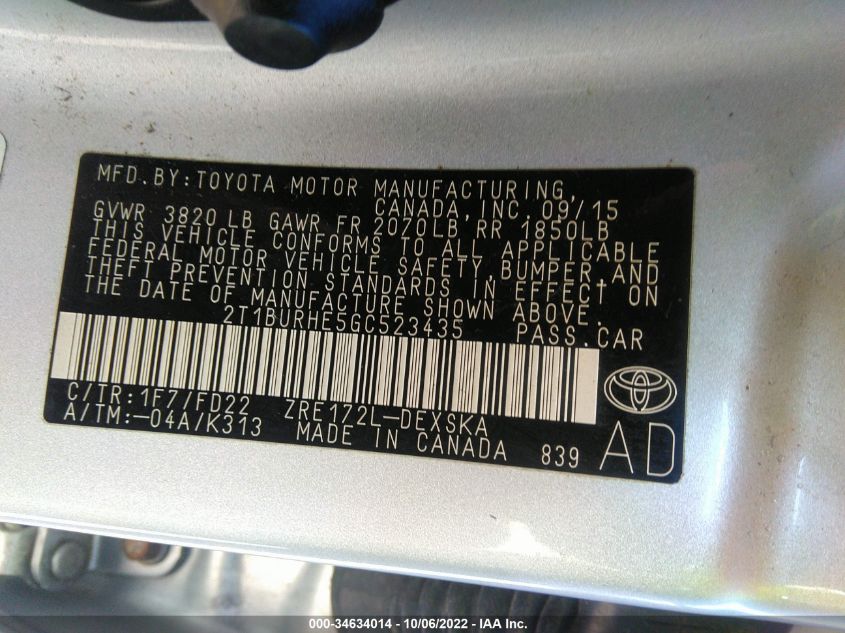 MFD.BY:TOYOTA MOTOR MANUFACTURING,
CANADA,INC.09/15
GVWR 3820 LB GAWR FR 2070LB RR 1850LB
THIS VEHICLE CONFORMS TO ALL APPLICABLE
FEDERAL MOTOR VEHICLE SAFETY,BUMPER,AND
THEFT PREVENTION STANDARDS IN EFFECT ON
THE DATE OF MANUFACTURE SHOWN ABOVE.
2T1BURHE5GC523435 PASS.CAR
C/TR:1F7/FD22 ZRE172L-DEXSKA
A/TM:-04A/K313 MADE IN CANADA 839
AD
000-34634014 - 10/06/2022 - IAA Inc.